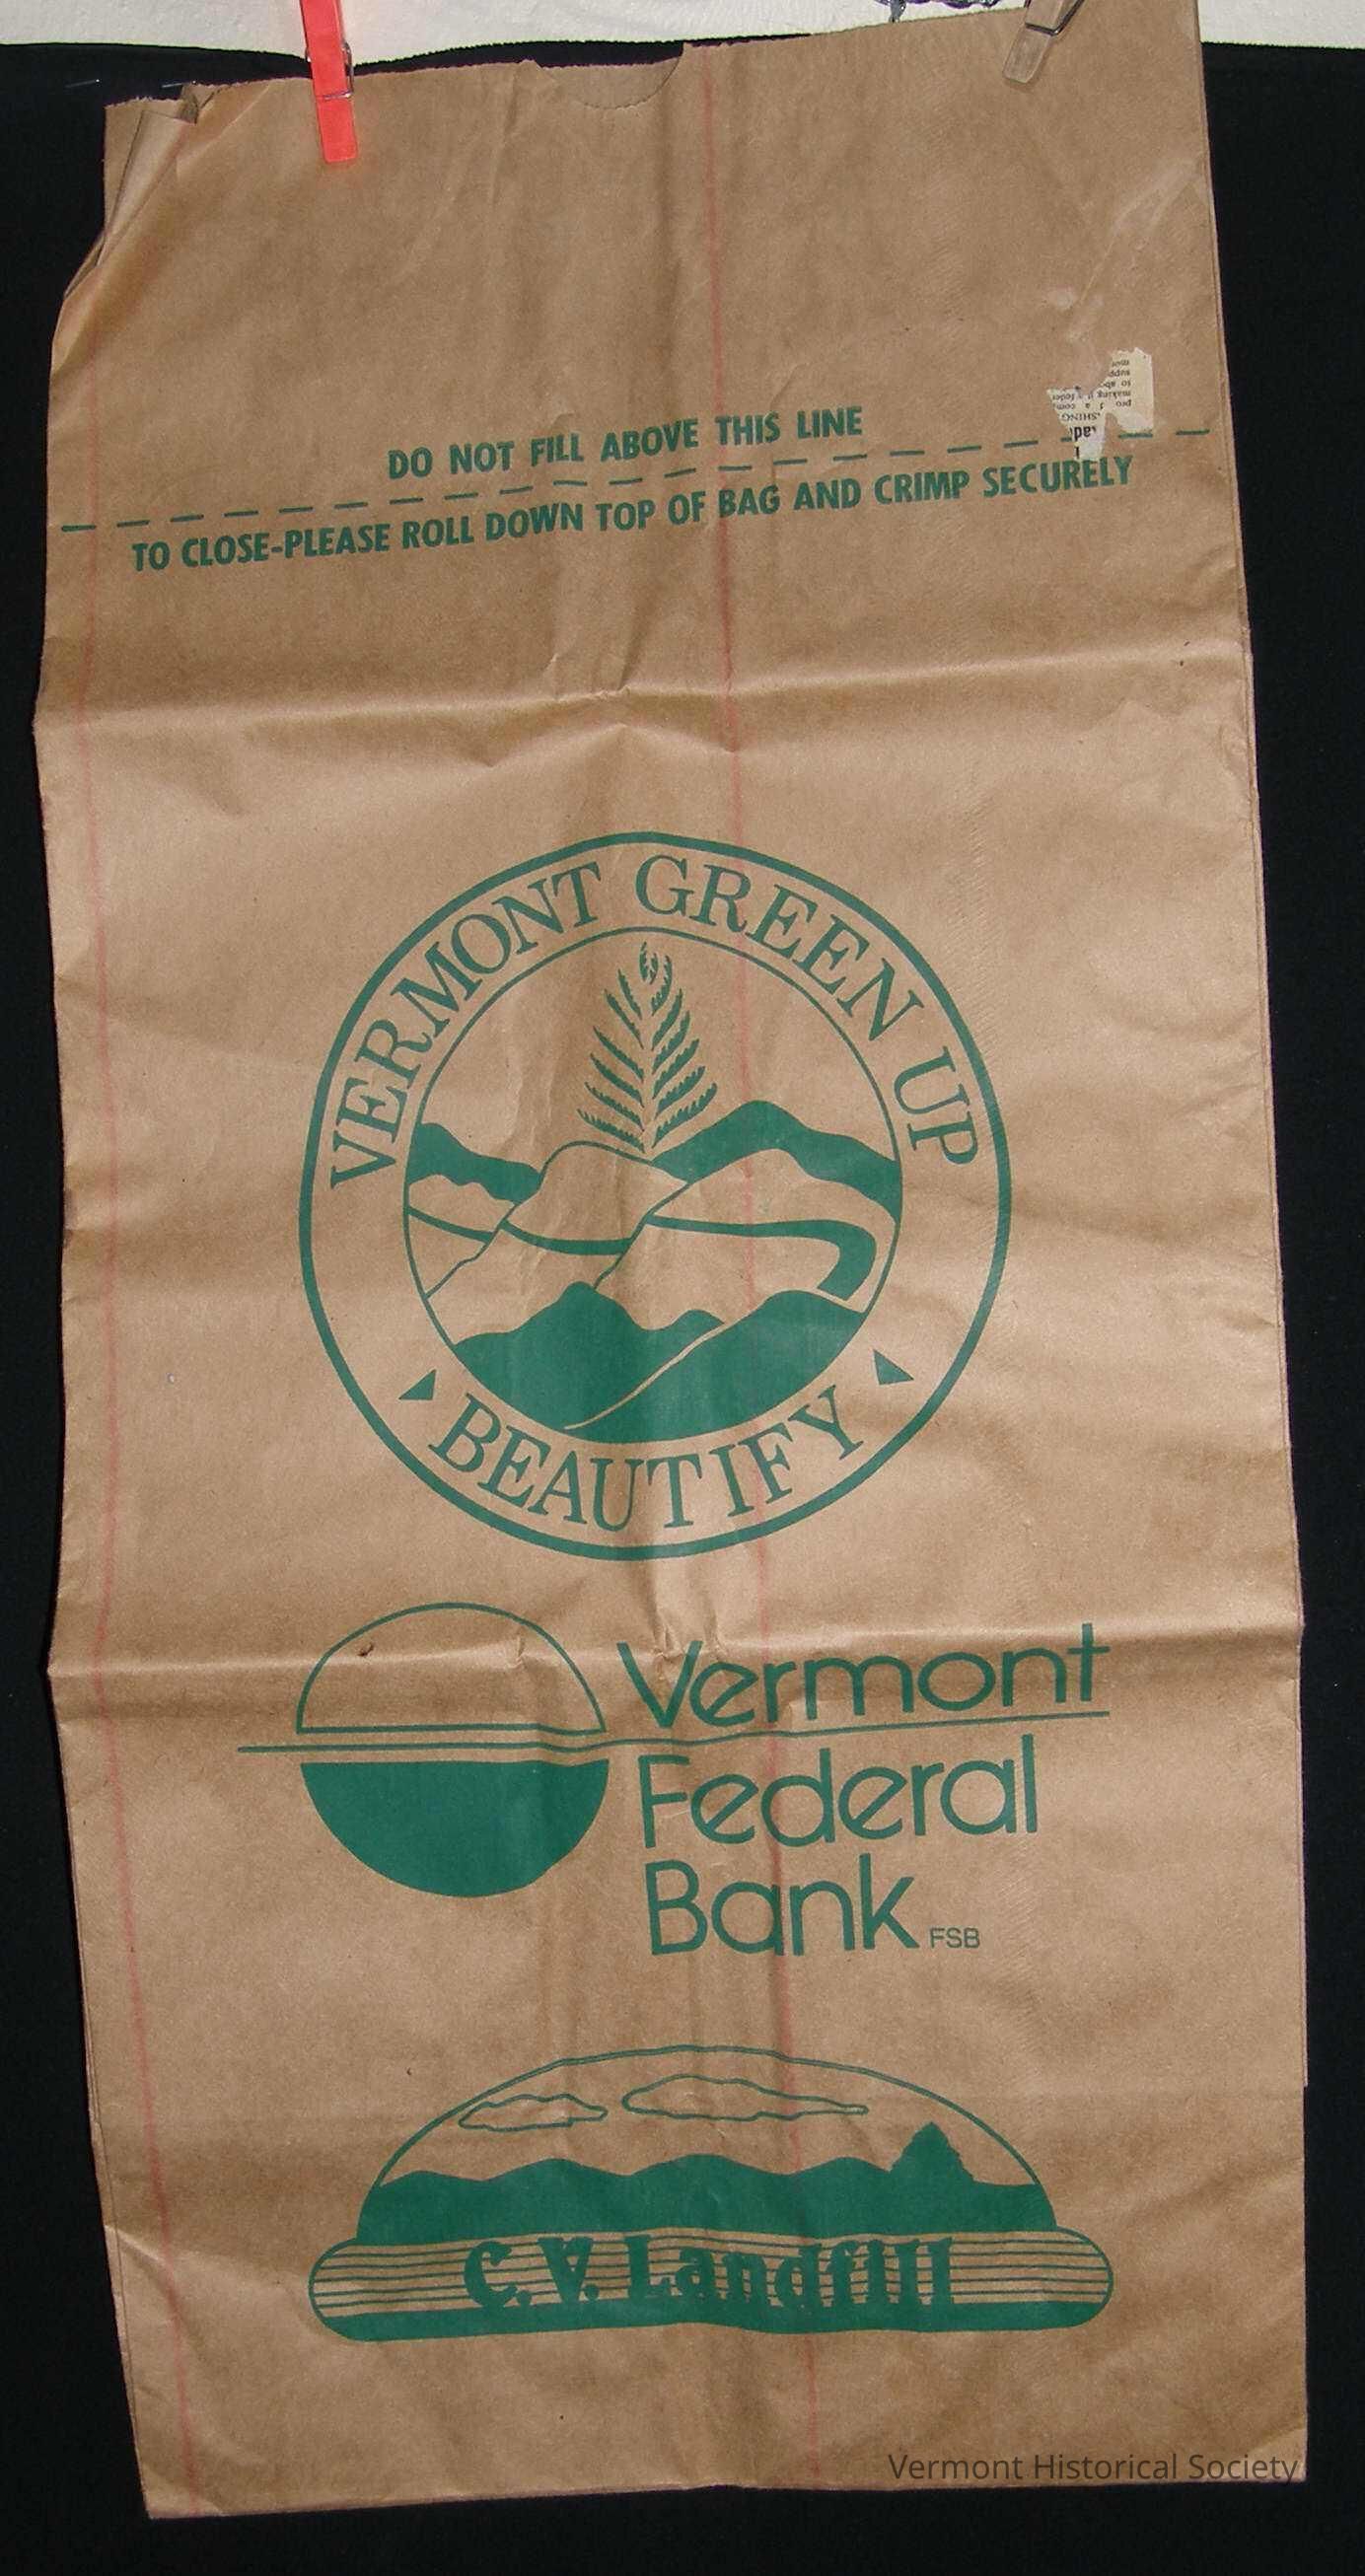 DO NOT FILL ABOVE THIS LINE
TO CLOSE-PLEASE ROLL DOWN TOP OF BAG AND CRIMP SECURELY
VERMONT GREEN UP
BEAUTIFY
Vermont
Federal
Bank FSB
C.V. Landfill
Vermont Historical Society